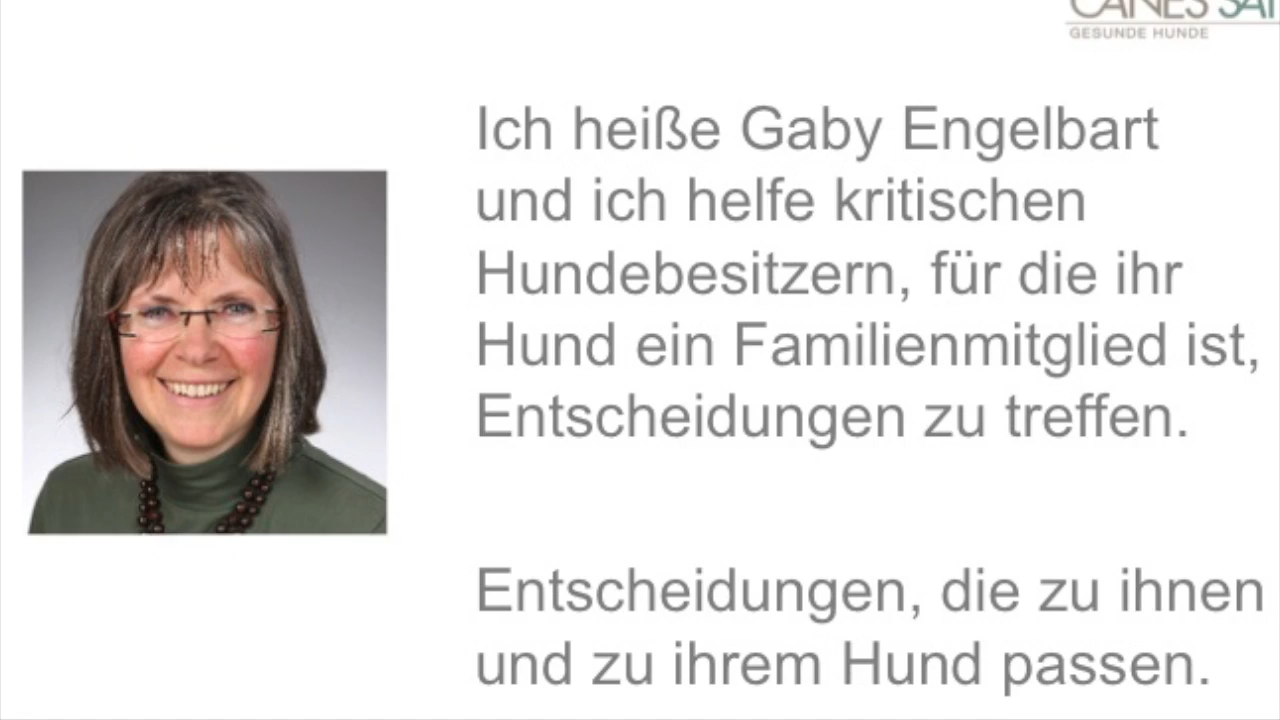 CANES
GESUNDE HUNDE
Ich heiße Gaby Engelbart
und ich helfe kritischen
Hundebesitzern, für die ihr
Hund ein Familienmitglied ist,
Entscheidungen zu treffen.
Entscheidungen, die zu ihnen
und zu ihrem Hund passen.